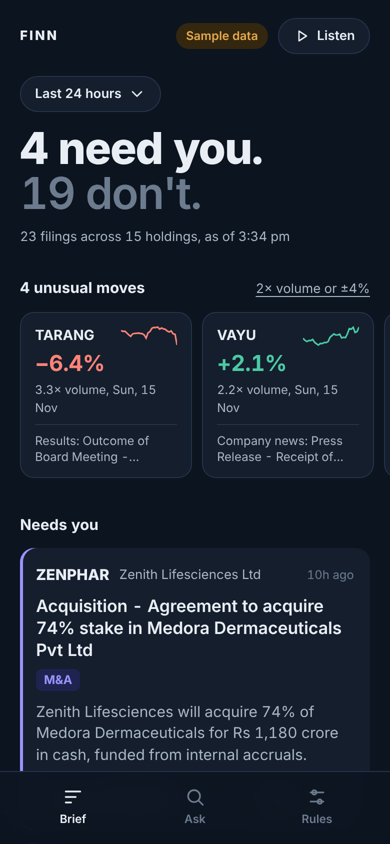 FINN
Sample data
Listen
Last 24 hours
4 need you.
19 don't.
23 filings across 15 holdings, as of 3:34 pm
4 unusual moves
2× volume or ±4%
TARANG
−6.4%
3.3× volume, Sun, 15
Nov
Results: Outcome of
Board Meeting -...
VAYU
+2.1%
2.2× volume, Sun, 15
Nov
Company news: Press
Release - Receipt of...
Needs you
ZENPHAR Zenith Lifesciences Ltd 10h ago
Acquisition - Agreement to acquire
74% stake in Medora Dermaceuticals
Pvt Ltd
M&A
Zenith Lifesciences will acquire 74% of
Medora Dermaceuticals for Rs 1,180 crore
in cash, funded from internal accruals.
Brief
Ask
Rules